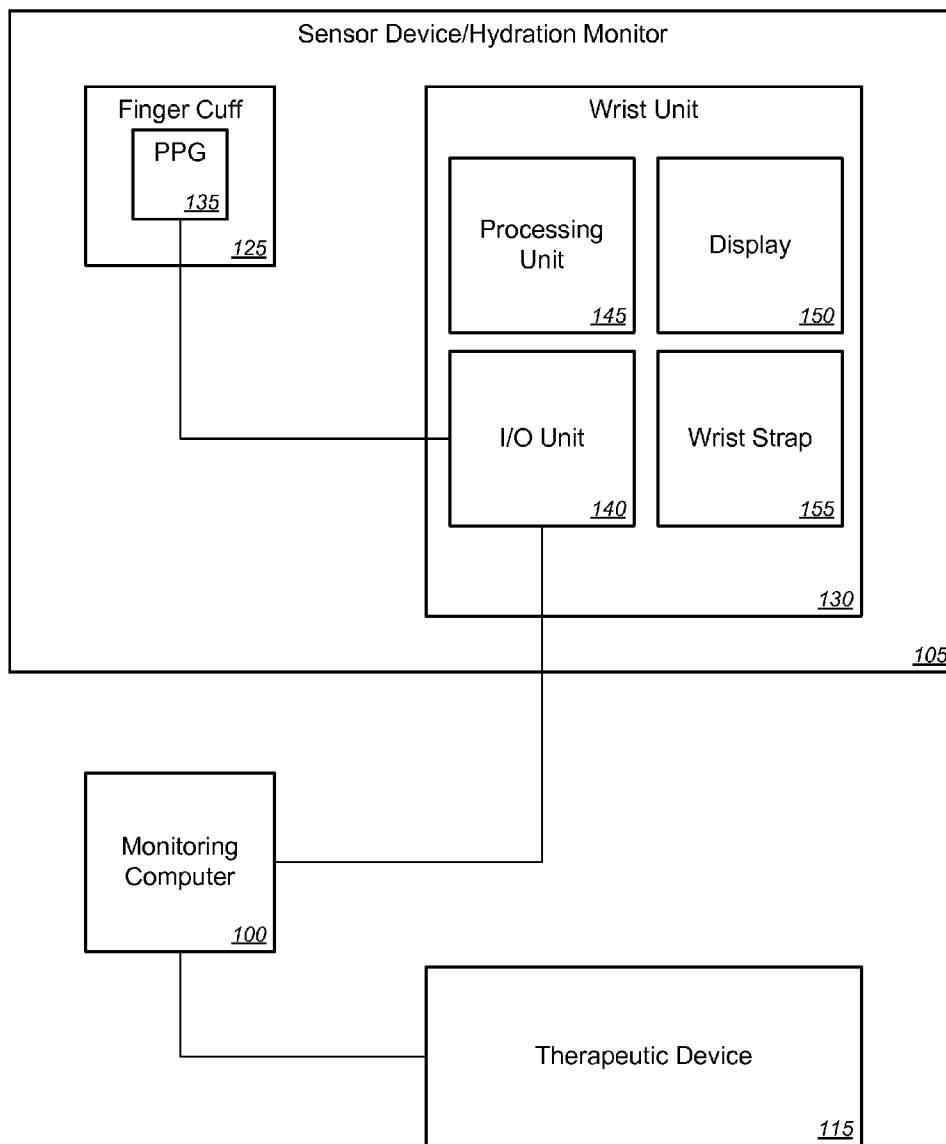 Sensor Device/Hydration Monitor
Finger Cuff
PPG
135
125
Wrist Unit
Processing
Unit
145
Display
150
I/O Unit
140
Wrist Strap
155
130
105
Monitoring
Computer
100
Therapeutic Device
115